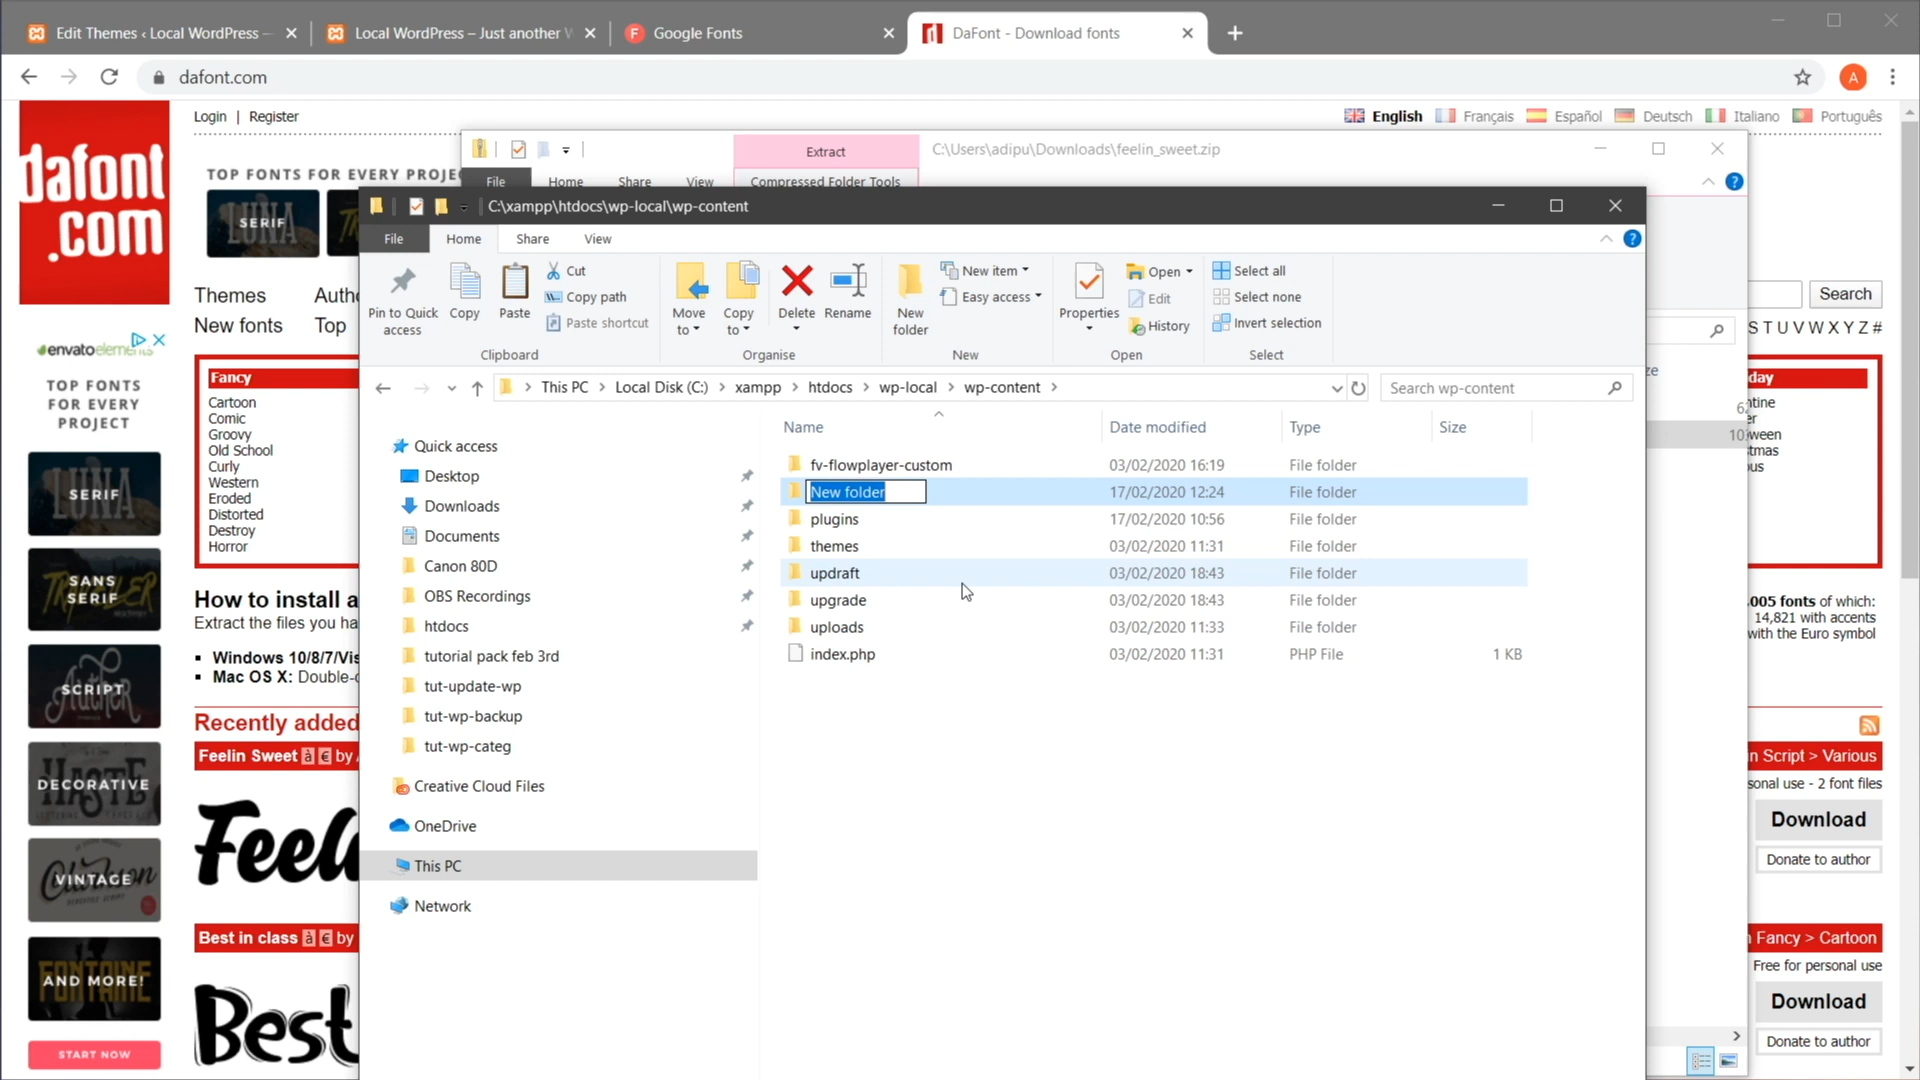 Edit Themes ‹ Local WordPress –
Local WordPress – Just another W
Google Fonts
DaFont - Download fonts
dafont.com
A
dafont
.com
Login | Register
English
Français
Español
Deutsch
Italiano
Português
TOP FONTS FOR EVERY PROJEC
SERIF
Themes
New fonts
Top
Search
S T U V W X Y Z #
Extract
C:\Users\adipu\Downloads\feelin_sweet.zip
File
Home
Share
View
Compressed Folder Tools
C:\xampp\htdocs\wp-local\wp-content
File
Home
Share
View
Pin to Quick access
Copy
Paste
Cut
Copy path
Paste shortcut
Clipboard
Move to
Copy to
Delete
Rename
Organise
New folder
New item
Easy access
New
Properties
Open
Edit
History
Open
Select all
Select none
Invert selection
Select
This PC > Local Disk (C:) > xampp > htdocs > wp-local > wp-content >
Search wp-content
Quick access
Desktop
Downloads
Documents
Canon 80D
OBS Recordings
htdocs
tutorial pack feb 3rd
tut-update-wp
tut-wp-backup
tut-wp-categ
Creative Cloud Files
OneDrive
This PC
Network
Name Date modified Type Size
fv-flowplayer-custom 03/02/2020 16:19 File folder
New folder 17/02/2020 12:24 File folder
plugins 17/02/2020 10:56 File folder
themes 03/02/2020 11:31 File folder
updraft 03/02/2020 18:43 File folder
upgrade 03/02/2020 18:43 File folder
uploads 03/02/2020 11:33 File folder
index.php 03/02/2020 11:31 PHP File 1 KB
envatoelements
TOP FONTS
FOR EVERY
PROJECT
LUNA
SERIF
SANS
SERIF
SCRIPT
HASTE
DECORATIVE
VINTAGE
FONTAINE
AND MORE!
START NOW
Fancy
Cartoon
Comic
Groovy
Old School
Curly
Western
Eroded
Distorted
Destroy
Horror
How to install a
Extract the files you ha
Windows 10/8/7/Vis
Mac OS X: Double-c
Recently added
Feelin Sweet à € by
Feel
Best in class à € by
Best
day
005 fonts of which:
14,821 with accents
with the Euro symbol
in Script > Various
sonal use - 2 font files
Download
Donate to author
n Fancy > Cartoon
Free for personal use
Download
Donate to author